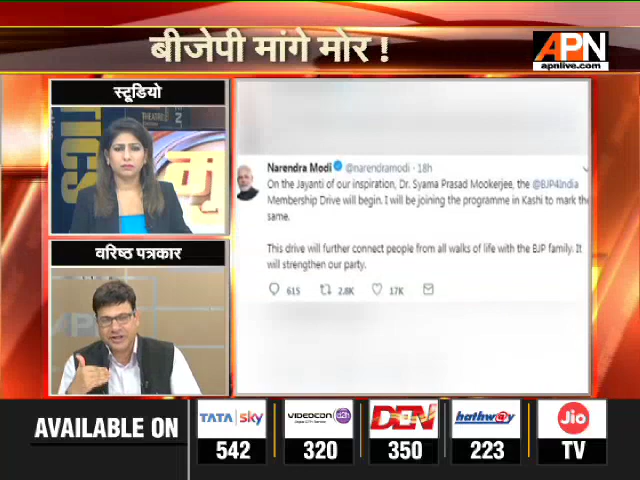 बीजेपी मांगे मोर !
APN
apnlive.com
स्टूडियो
THEATRE
TICS
वरिष्ठ पत्रकार
Narendra Modi @narendramodi · 18h
On the Jayanti of our inspiration, Dr. Syama Prasad Mookerjee, the @BJP4India
Membership Drive will begin. I will be joining the programme in Kashi to mark the
same.
This drive will further connect people from all walks of life with the BJP family. It
will strengthen our party.
615 2.8K 17K
AVAILABLE ON
TATA sky VIDEOCON d2h DEN hathway Jio
542 320 350 223 TV